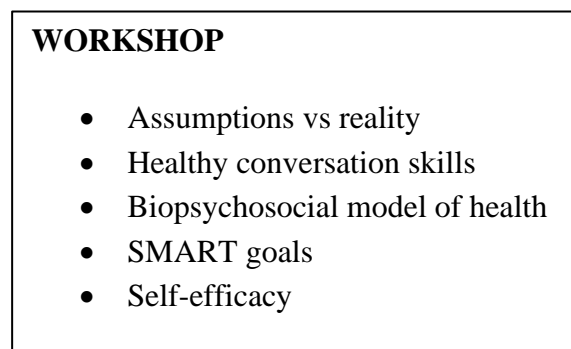 WORKSHOP
• Assumptions vs reality
• Healthy conversation skills
• Biopsychosocial model of health
• SMART goals
• Self-efficacy